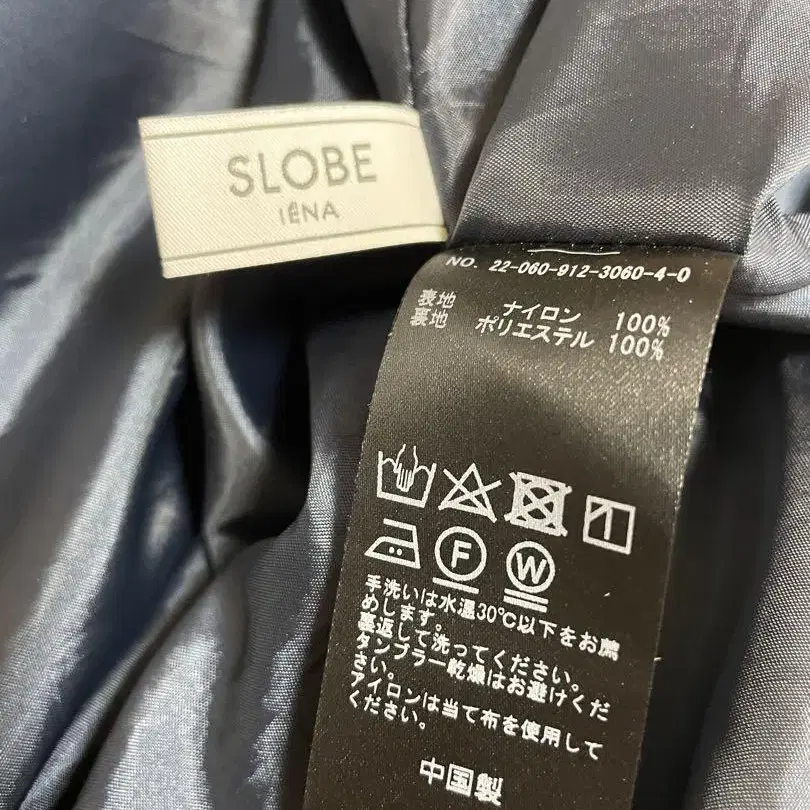 SLOBE
IÉNA
NO. 22-060-912-3060-4-0
表地 ナイロン 100%
裏地 ポリエステル 100%
F W
手洗いは水温30℃以下をお薦
めします。
裏返して洗ってください。
タンブラー乾燥はお避けくだ
さい。
アイロンは当て布を使用して
ください。
中国製